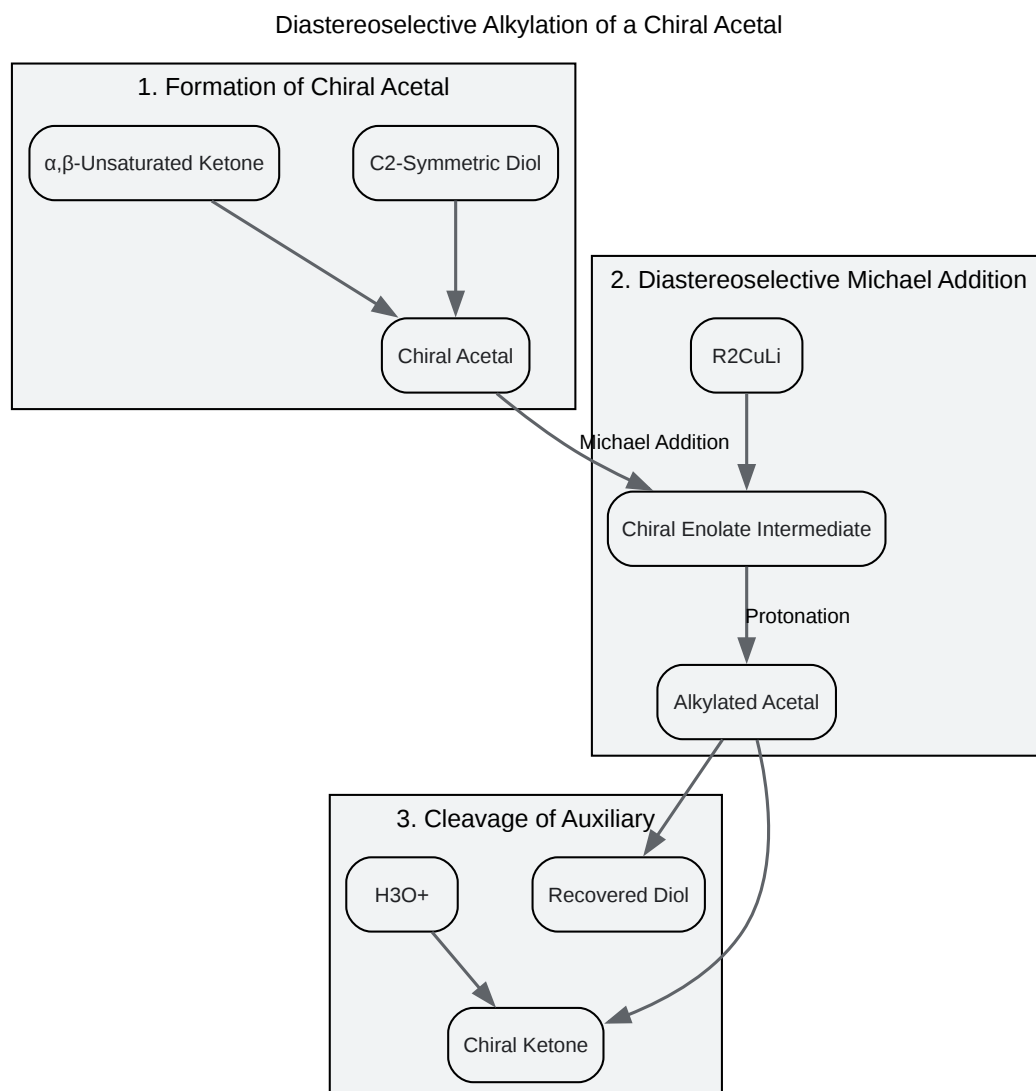 Diastereoselective Alkylation of a Chiral Acetal
1. Formation of Chiral Acetal
α,β-Unsaturated Ketone
C2-Symmetric Diol
Chiral Acetal
2. Diastereoselective Michael Addition
R2CuLi
Michael Addition
Chiral Enolate Intermediate
Protonation
Alkylated Acetal
3. Cleavage of Auxiliary
H3O+
Recovered Diol
Chiral Ketone